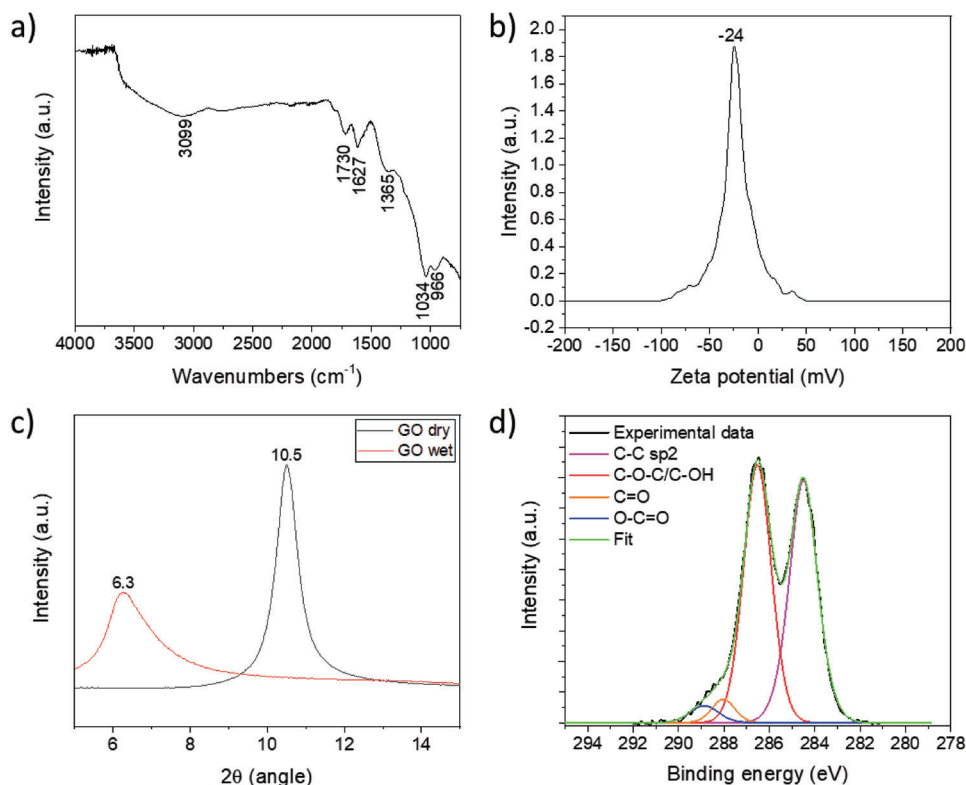 a)
Intensity (a.u.)
3099
1730
1627
1365
1034
966
4000 3500 3000 2500 2000 1500 1000
Wavenumbers (cm-1)
b)
Intensity (a.u.)
-24
2.0
1.8
1.6
1.4
1.2
1.0
0.8
0.6
0.4
0.2
0.0
-0.2
-200 -150 -100 -50 0 50 100 150 200
Zeta potential (mV)
c)
Intensity (a.u.)
GO dry
GO wet
10.5
6.3
6 8 10 12 14
2θ (angle)
d)
Intensity (a.u.)
Experimental data
C-C sp2
C-O-C/C-OH
C=O
O-C=O
Fit
294 292 290 288 286 284 282 280 278
Binding energy (eV)